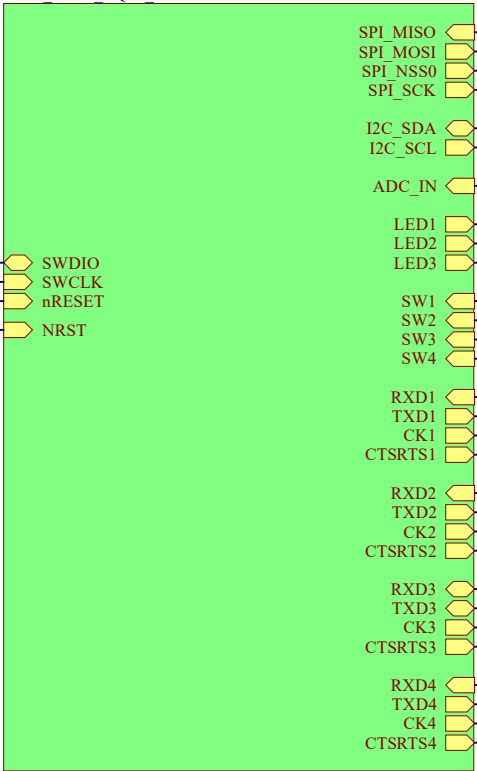 SPI_MISO
SPI_MOSI
SPI_NSS0
SPI_SCK
I2C_SDA
I2C_SCL
ADC_IN
LED1
LED2
LED3
SWDIO
SWCLK
nRESET
NRST
SW1
SW2
SW3
SW4
RXD1
TXD1
CK1
CTSRTS1
RXD2
TXD2
CK2
CTSRTS2
RXD3
TXD3
CK3
CTSRTS3
RXD4
TXD4
CK4
CTSRTS4